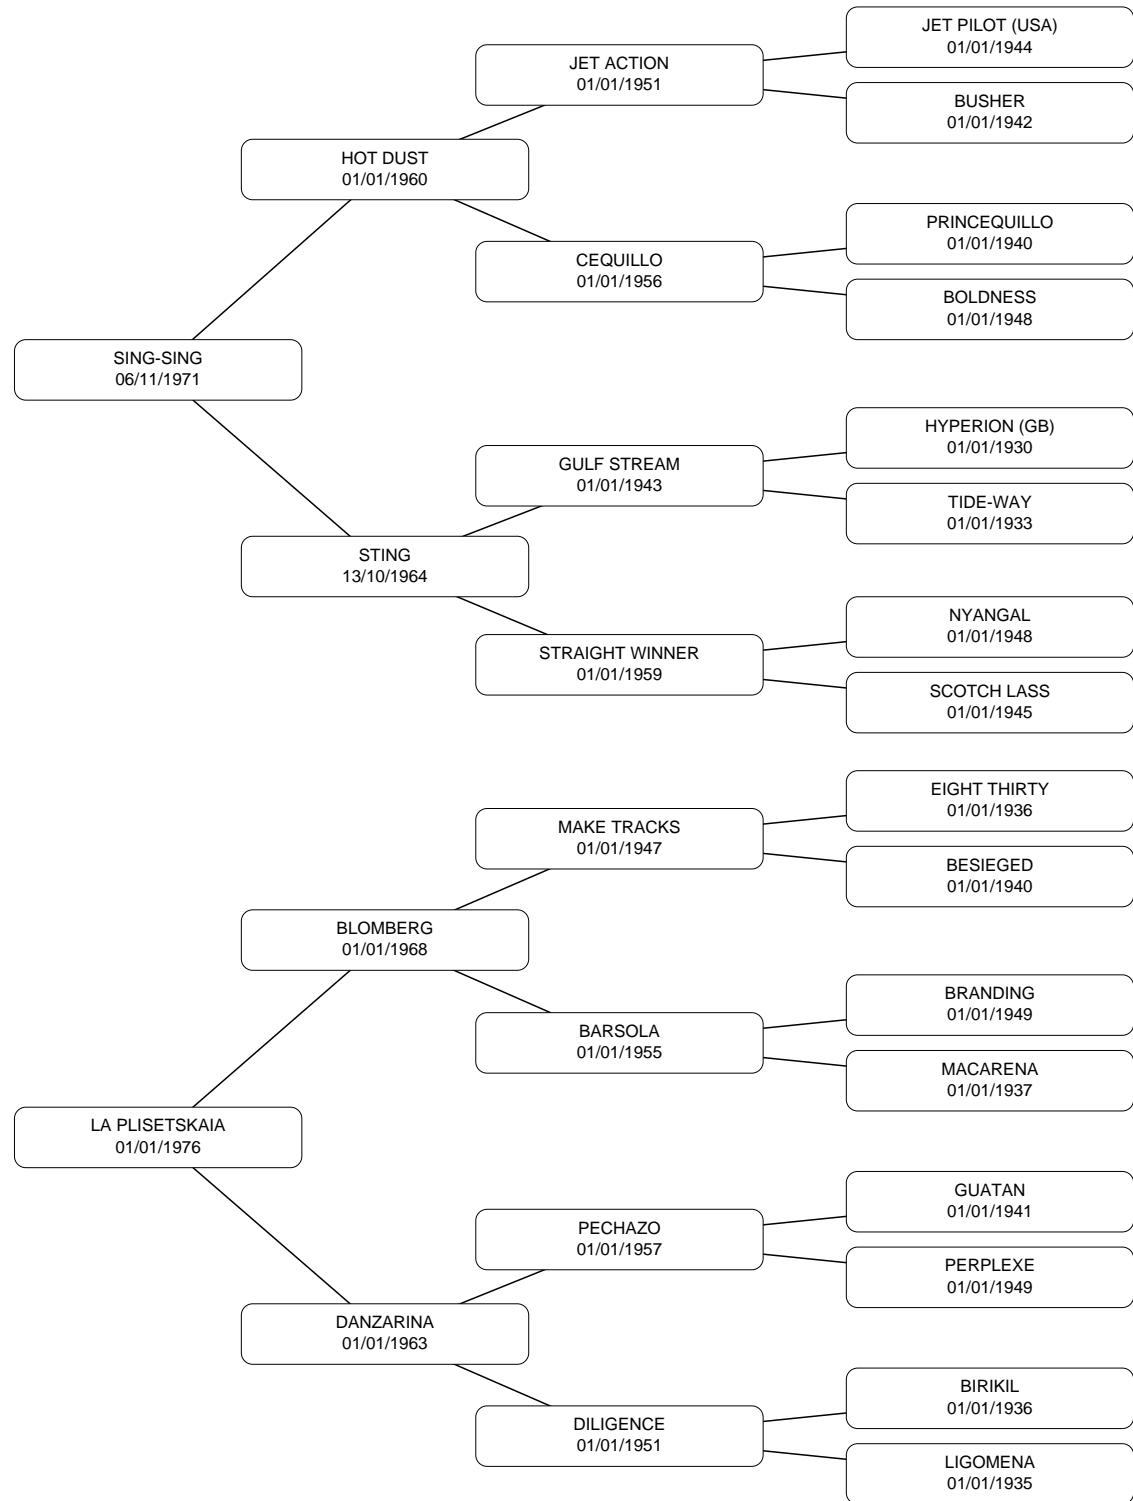 JET PILOT (USA)
01/01/1944
JET ACTION
01/01/1951
BUSHER
01/01/1942
HOT DUST
01/01/1960
PRINCEQUILLO
01/01/1940
CEQUILLO
01/01/1956
BOLDNESS
01/01/1948
SING-SING
06/11/1971
HYPERION (GB)
01/01/1930
GULF STREAM
01/01/1943
TIDE-WAY
01/01/1933
STING
13/10/1964
NYANGAL
01/01/1948
STRAIGHT WINNER
01/01/1959
SCOTCH LASS
01/01/1945
EIGHT THIRTY
01/01/1936
MAKE TRACKS
01/01/1947
BESIEGED
01/01/1940
BLOMBERG
01/01/1968
BRANDING
01/01/1949
BARSOLA
01/01/1955
MACARENA
01/01/1937
LA PLISETSKAIA
01/01/1976
GUATAN
01/01/1941
PECHAZO
01/01/1957
PERPLEXE
01/01/1949
DANZARINA
01/01/1963
BIRIKIL
01/01/1936
DILIGENCE
01/01/1951
LIGOMENA
01/01/1935